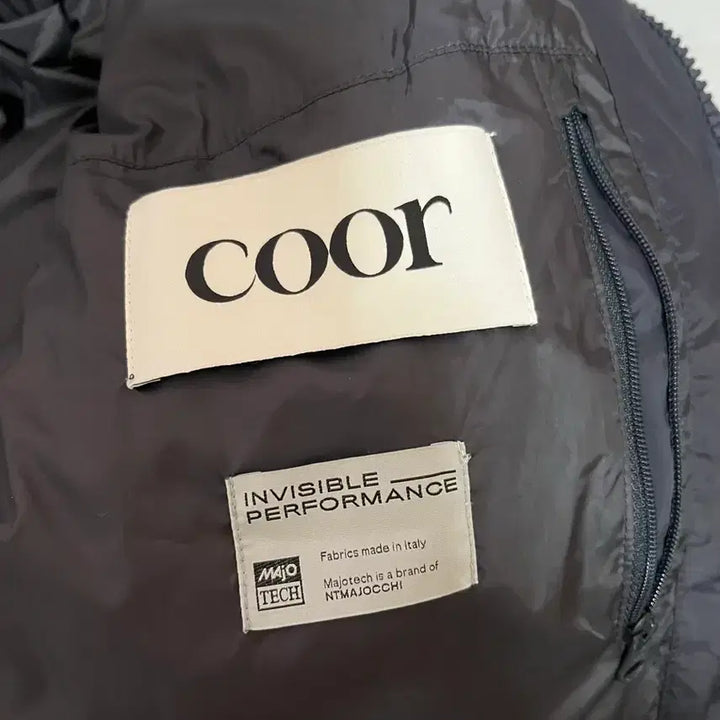 coor
INVISIBLE
PERFORMANCE
Fabrics made in Italy
MAJO
TECH
Majotech is a brand of
NTMAJOCCHI